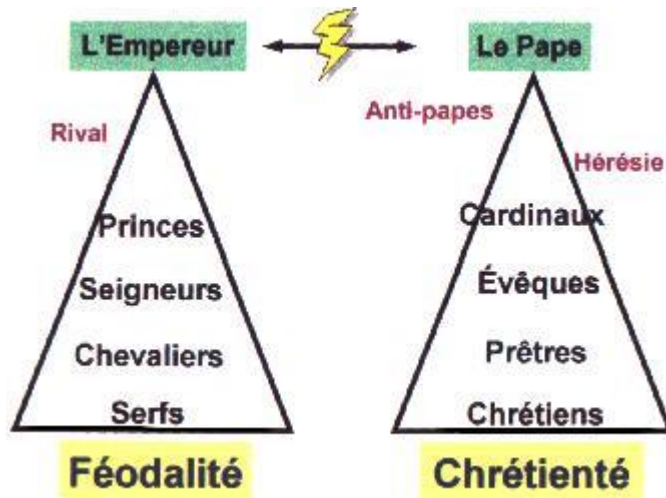 L'Empereur
Le Pape
Rival
Anti-papes
Hérésie
Princes
Seigneurs
Chevaliers
Serfs
Cardinaux
Évêques
Prêtres
Chrétiens
Féodalité
Chrétienté